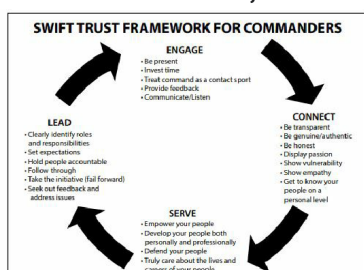 SWIFT TRUST FRAMEWORK FOR COMMANDERS
ENGAGE
• Be present
• Invest time
• Treat command as a contact sport
• Provide feedback
• Communicate/Listen
CONNECT
• Be transparent
• Be genuine/authentic
• Be honest
• Display passion
• Show vulnerability
• Show empathy
• Get to know your
people on a
personal level
SERVE
• Empower your people
• Develop your people both
personally and professionally
• Defend your people
• Truly care about the lives and
careers of your people
LEAD
• Clearly identify roles
and responsibilities
• Set expectations
• Hold people accountable
• Follow through
• Take the initiative (fail forward)
• Seek out feedback and
address issues